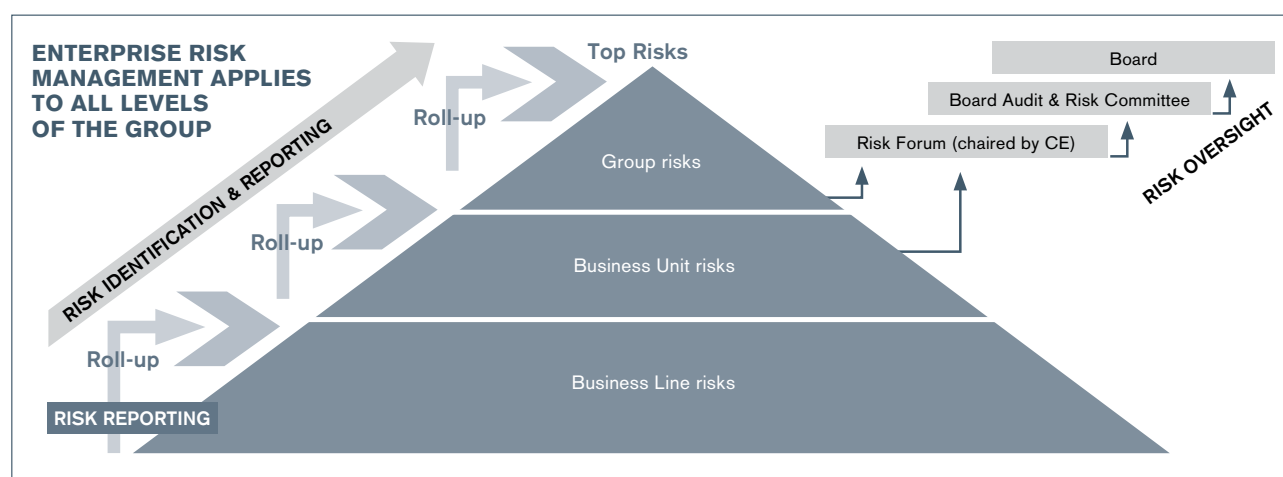 ENTERPRISE RISK
MANAGEMENT APPLIES
TO ALL LEVELS
OF THE GROUP
RISK IDENTIFICATION & REPORTING
Roll-up
Roll-up
Roll-up
RISK REPORTING
Top Risks
Group risks
Business Unit risks
Business Line risks
Board
Board Audit & Risk Committee
Risk Forum (chaired by CE)
RISK OVERSIGHT